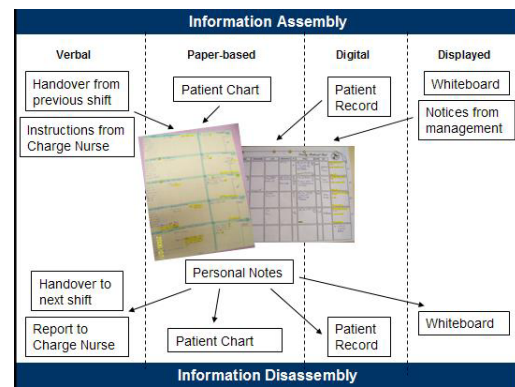 Information Assembly
Verbal
Paper-based
Digital
Displayed
Handover from
previous shift
Instructions from
Charge Nurse
Patient Chart
Patient
Record
Whiteboard
Notices from
management
Personal Notes
Handover to
next shift
Report to
Charge Nurse
Patient Chart
Patient
Record
Whiteboard
Information Disassembly